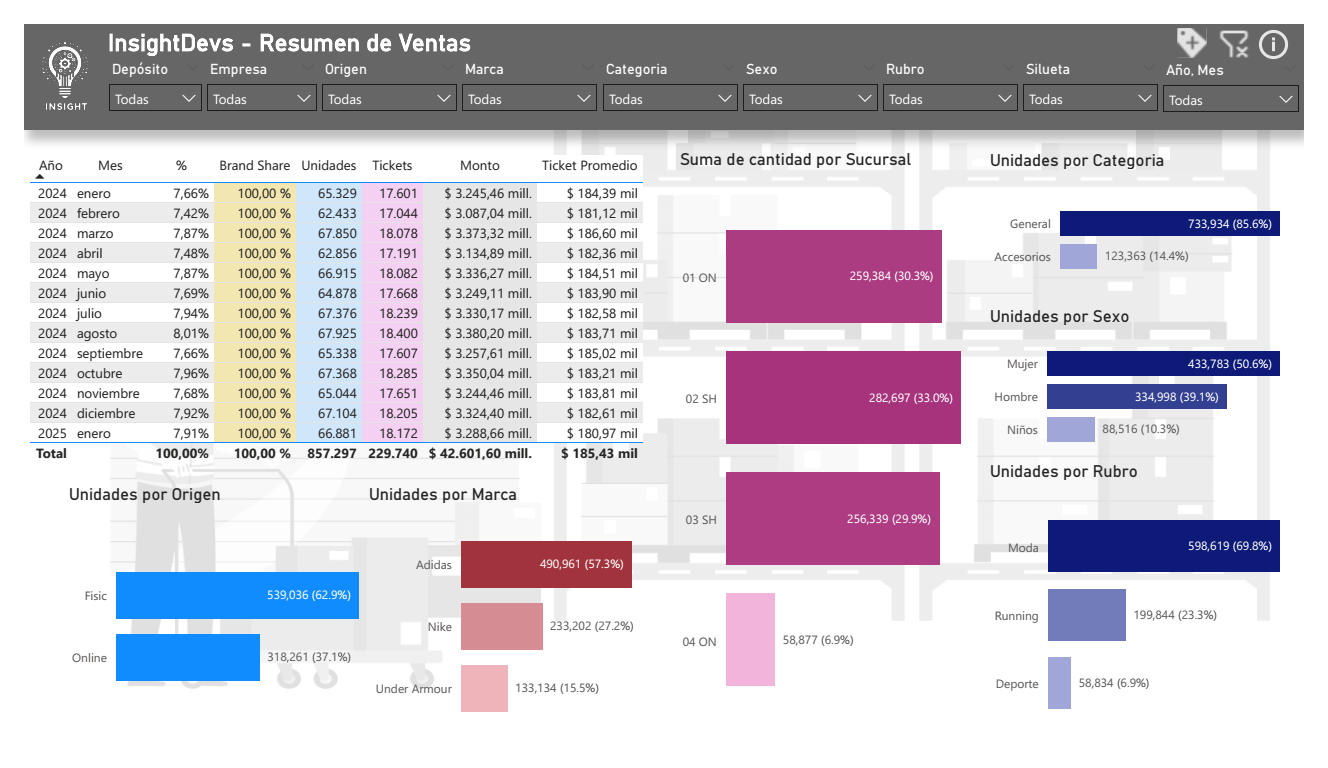 InsightDevs - Resumen de Ventas
INSIGHT
Depósito Empresa Origen Marca Categoria Sexo Rubro Silueta Año, Mes
Todas Todas Todas Todas Todas Todas Todas Todas Todas
Año Mes % Brand Share Unidades Tickets Monto Ticket Promedio
2024 enero 7,66% 100,00 % 65.329 17.601 $ 3.245,46 mill. $ 184,39 mil
2024 febrero 7,42% 100,00 % 62.433 17.044 $ 3.087,04 mill. $ 181,12 mil
2024 marzo 7,87% 100,00 % 67.850 18.078 $ 3.373,32 mill. $ 186,60 mil
2024 abril 7,48% 100,00 % 62.856 17.191 $ 3.134,89 mill. $ 182,36 mil
2024 mayo 7,87% 100,00 % 66.915 18.082 $ 3.336,27 mill. $ 184,51 mil
2024 junio 7,69% 100,00 % 64.878 17.668 $ 3.249,11 mill. $ 183,90 mil
2024 julio 7,94% 100,00 % 67.376 18.239 $ 3.330,17 mill. $ 182,58 mil
2024 agosto 8,01% 100,00 % 67.925 18.400 $ 3.380,20 mill. $ 183,71 mil
2024 septiembre 7,66% 100,00 % 65.338 17.607 $ 3.257,61 mill. $ 185,02 mil
2024 octubre 7,96% 100,00 % 67.368 18.285 $ 3.350,04 mill. $ 183,21 mil
2024 noviembre 7,68% 100,00 % 65.044 17.651 $ 3.244,46 mill. $ 183,81 mil
2024 diciembre 7,92% 100,00 % 67.104 18.205 $ 3.324,40 mill. $ 182,61 mil
2025 enero 7,91% 100,00 % 66.881 18.172 $ 3.288,66 mill. $ 180,97 mil
Total 100,00% 100,00 % 857.297 229.740 $ 42.601,60 mill. $ 185,43 mil
Unidades por Origen
Fisic 539,036 (62.9%)
Online 318,261 (37.1%)
Unidades por Marca
Adidas 490,961 (57.3%)
Nike 233,202 (27.2%)
Under Armour 133,134 (15.5%)
Suma de cantidad por Sucursal
01 ON 259,384 (30.3%)
02 SH 282,697 (33.0%)
03 SH 256,339 (29.9%)
04 ON 58,877 (6.9%)
Unidades por Categoria
General 733,934 (85.6%)
Accesorios 123,363 (14.4%)
Unidades por Sexo
Mujer 433,783 (50.6%)
Hombre 334,998 (39.1%)
Niños 88,516 (10.3%)
Unidades por Rubro
Moda 598,619 (69.8%)
Running 199,844 (23.3%)
Deporte 58,834 (6.9%)